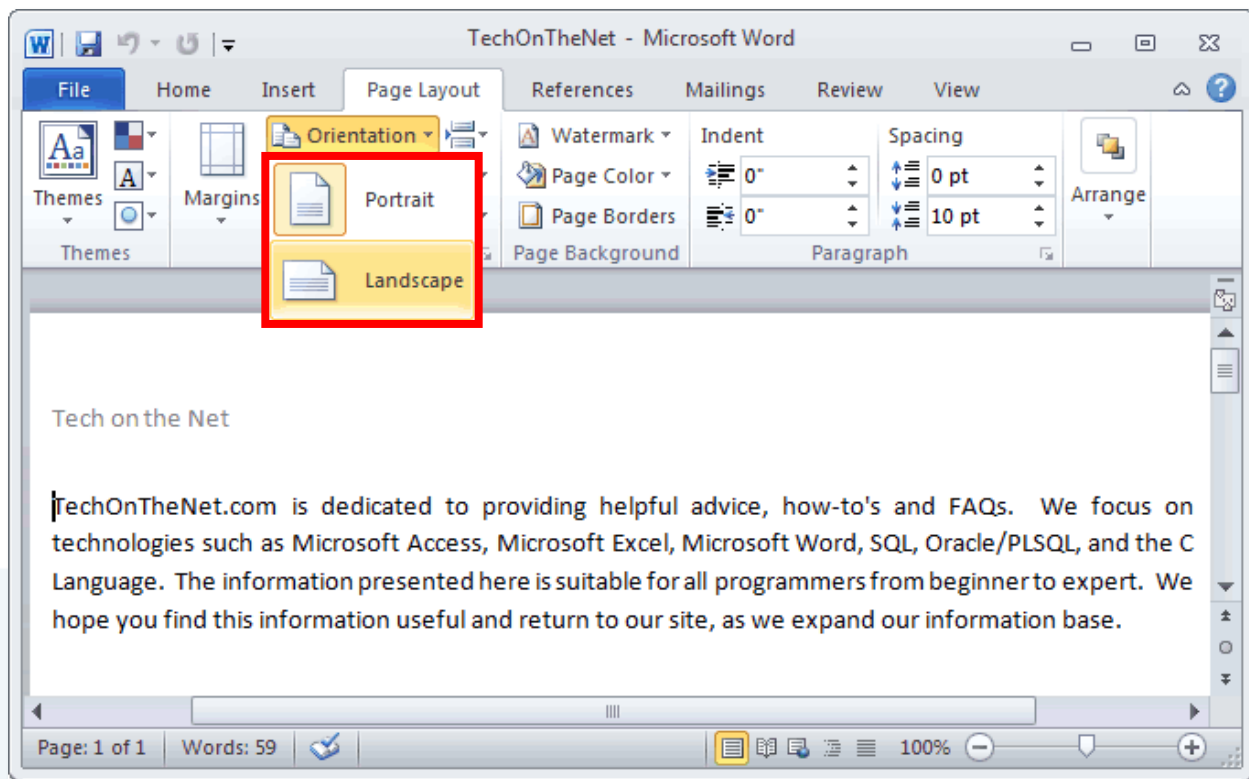 TechOnTheNet - Microsoft Word
File Home Insert Page Layout References Mailings Review View
Orientation Watermark Indent Spacing
Themes Margins Page Color 0" 0 pt Arrange
Portrait
Page Borders 0" 10 pt
Themes Page Background Paragraph
Landscape
Tech on the Net
TechOnTheNet.com is dedicated to providing helpful advice, how-to's and FAQs. We focus on
technologies such as Microsoft Access, Microsoft Excel, Microsoft Word, SQL, Oracle/PLSQL, and the C
Language. The information presented here is suitable for all programmers from beginner to expert. We
hope you find this information useful and return to our site, as we expand our information base.
Page: 1 of 1 Words: 59 100%